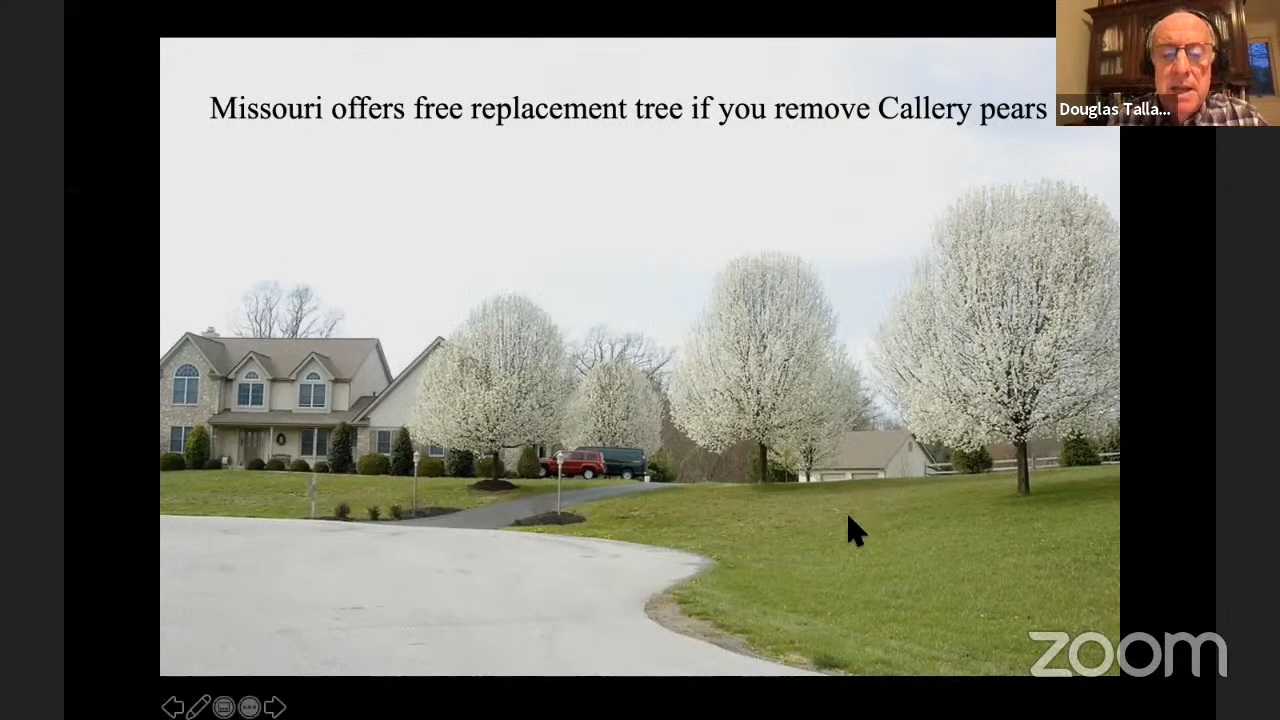 Missouri offers free replacement tree if you remove Callery pears
Douglas Talla...
zoom